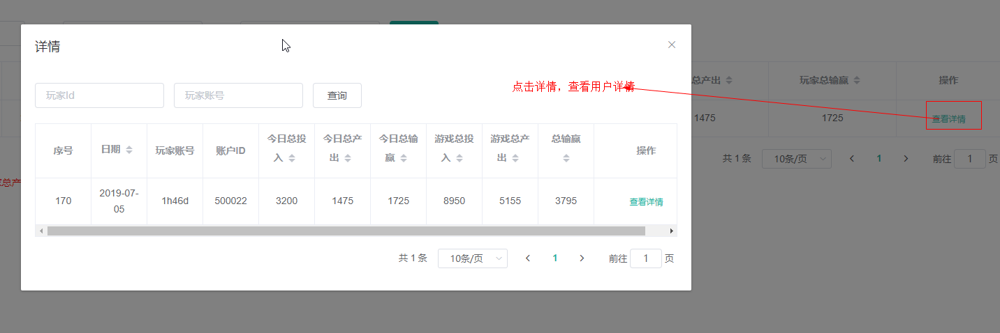 详情
玩家Id 玩家账号 查询
点击详情，查看用户详情
总产出 玩家总输赢 操作
1475 1725 查看详情
共 1 条 10条/页 1 前往 1 页
家总产
序号 日期 玩家账号 账户ID 今日总投入 今日总产出 今日总输赢 游戏总投入 游戏总产出 总输赢 操作
170 2019-07-05 1h46d 500022 3200 1475 1725 8950 5155 3795 查看详情
共 1 条 10条/页 1 前往 1 页